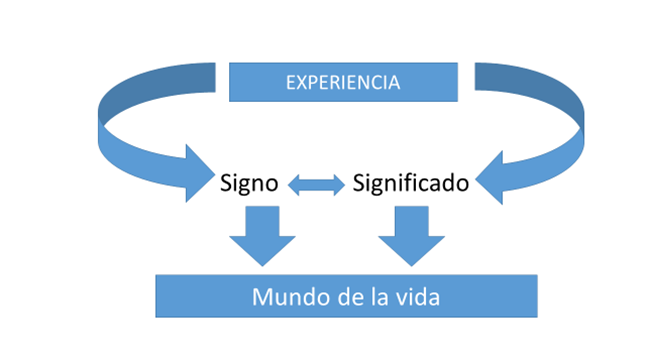 EXPERIENCIA
Signo Significado
Mundo de la vida